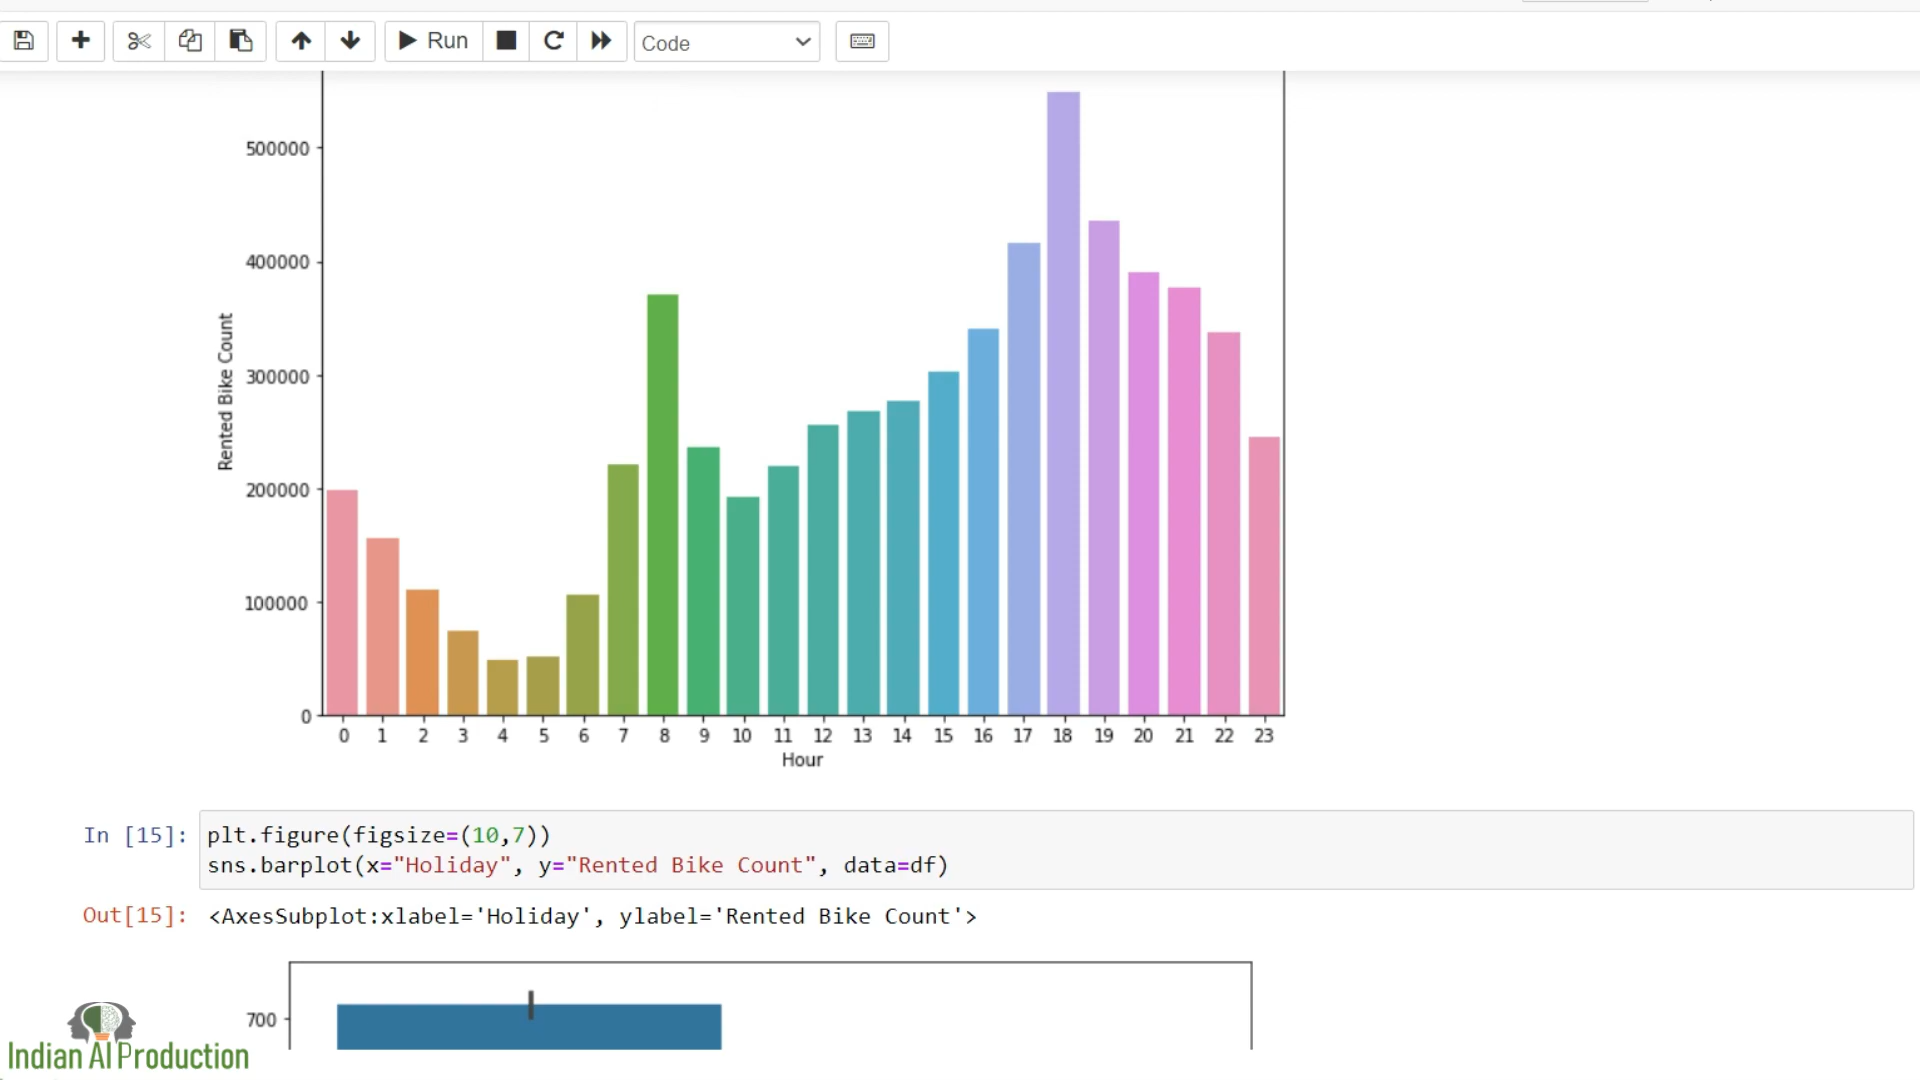 Run
Code
500000
400000
300000
200000
100000
0
Rented Bike Count
0 1 2 3 4 5 6 7 8 9 10 11 12 13 14 15 16 17 18 19 20 21 22 23
Hour
In [15]: plt.figure(figsize=(10,7))
sns.barplot(x="Holiday", y="Rented Bike Count", data=df)
Out[15]: <AxesSubplot:xlabel='Holiday', ylabel='Rented Bike Count'>
700
Indian AI Production